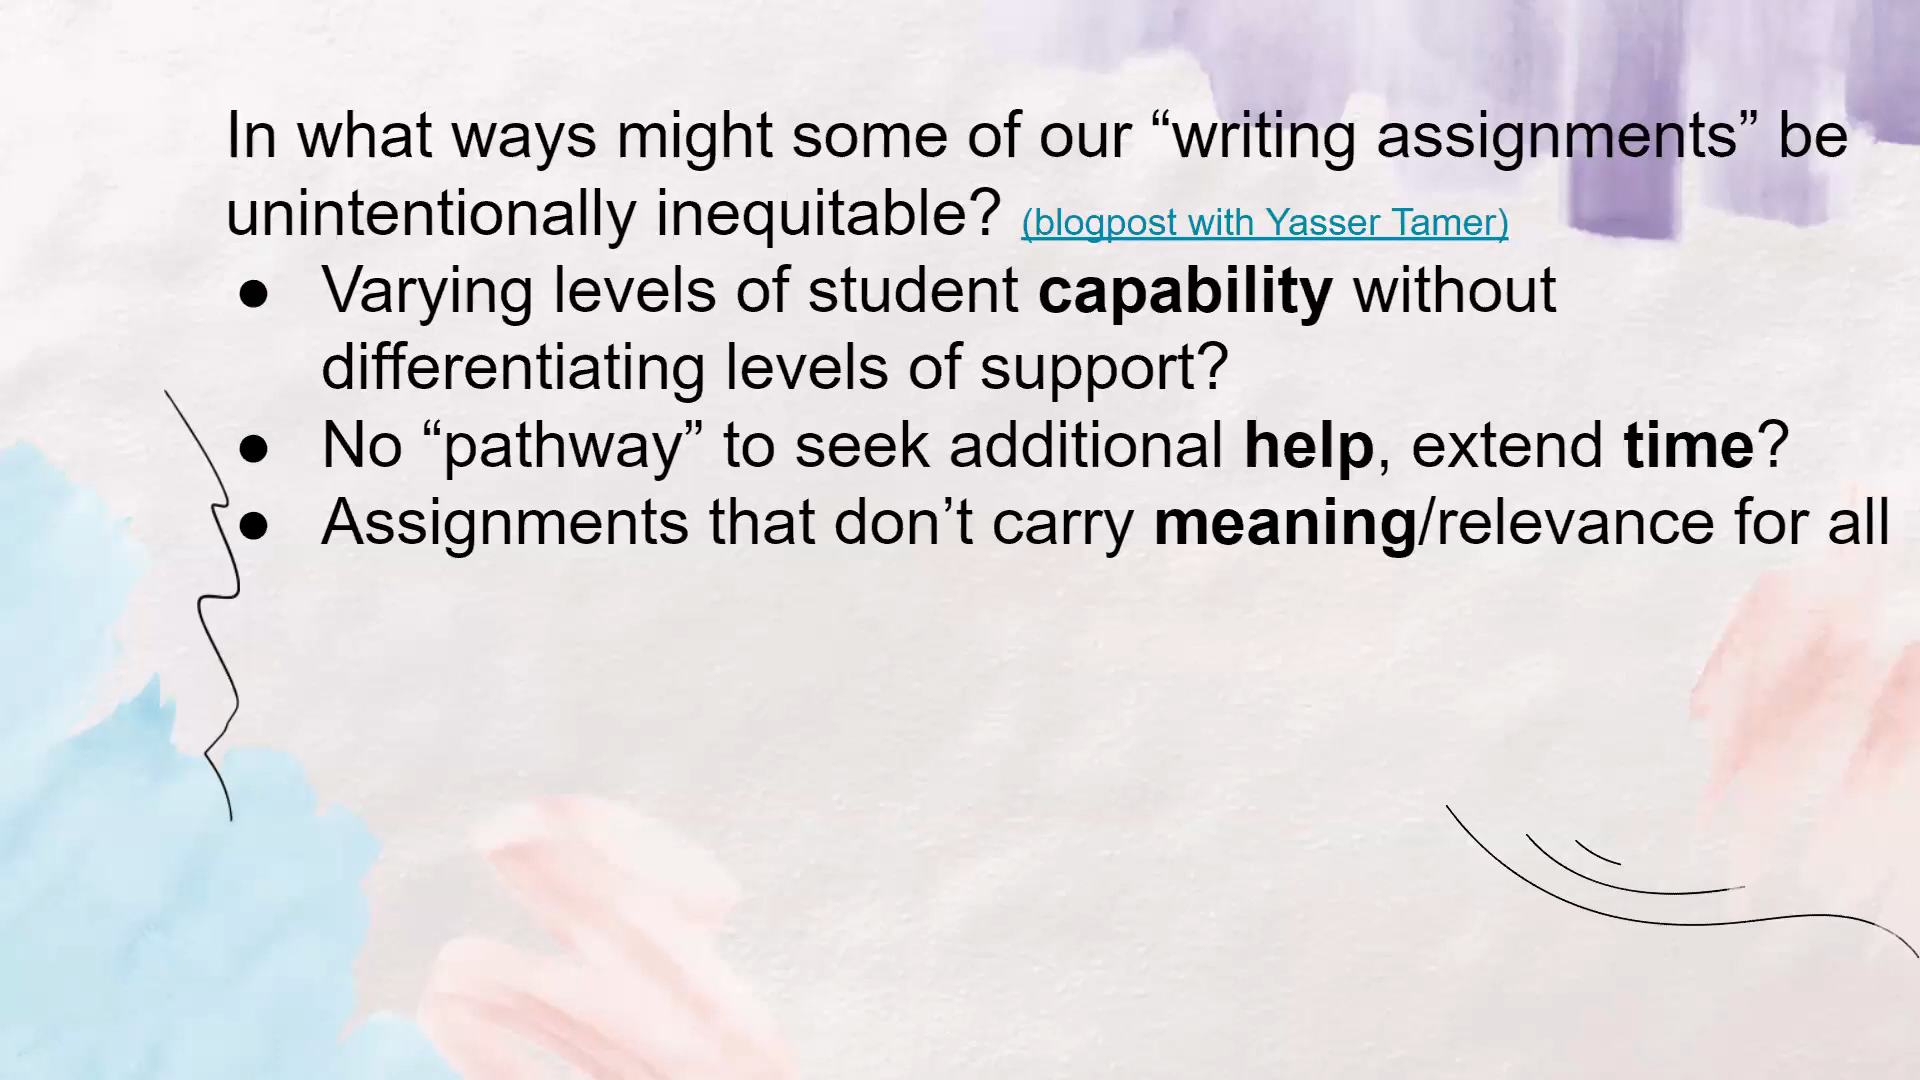 In what ways might some of our “writing assignments” be
unintentionally inequitable? (blogpost with Yasser Tamer)
● Varying levels of student capability without
differentiating levels of support?
● No “pathway” to seek additional help, extend time?
● Assignments that don’t carry meaning/relevance for all